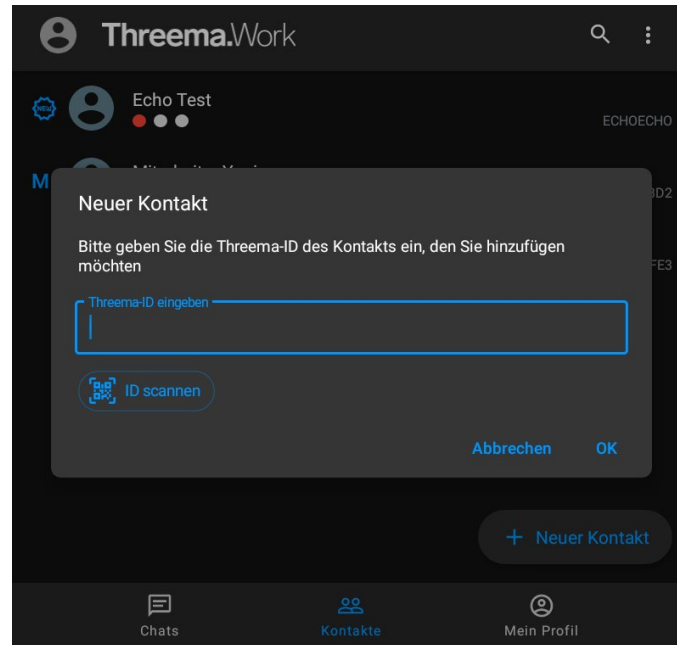 Threema.Work
NEW
Echo Test
ECHOECHO
M
3D2
Neuer Kontakt
Bitte geben Sie die Threema-ID des Kontakts ein, den Sie hinzufügen
möchten
FE3
Threema-ID eingeben
ID scannen
Abbrechen OK
+ Neuer Kontakt
Chats Kontakte Mein Profil